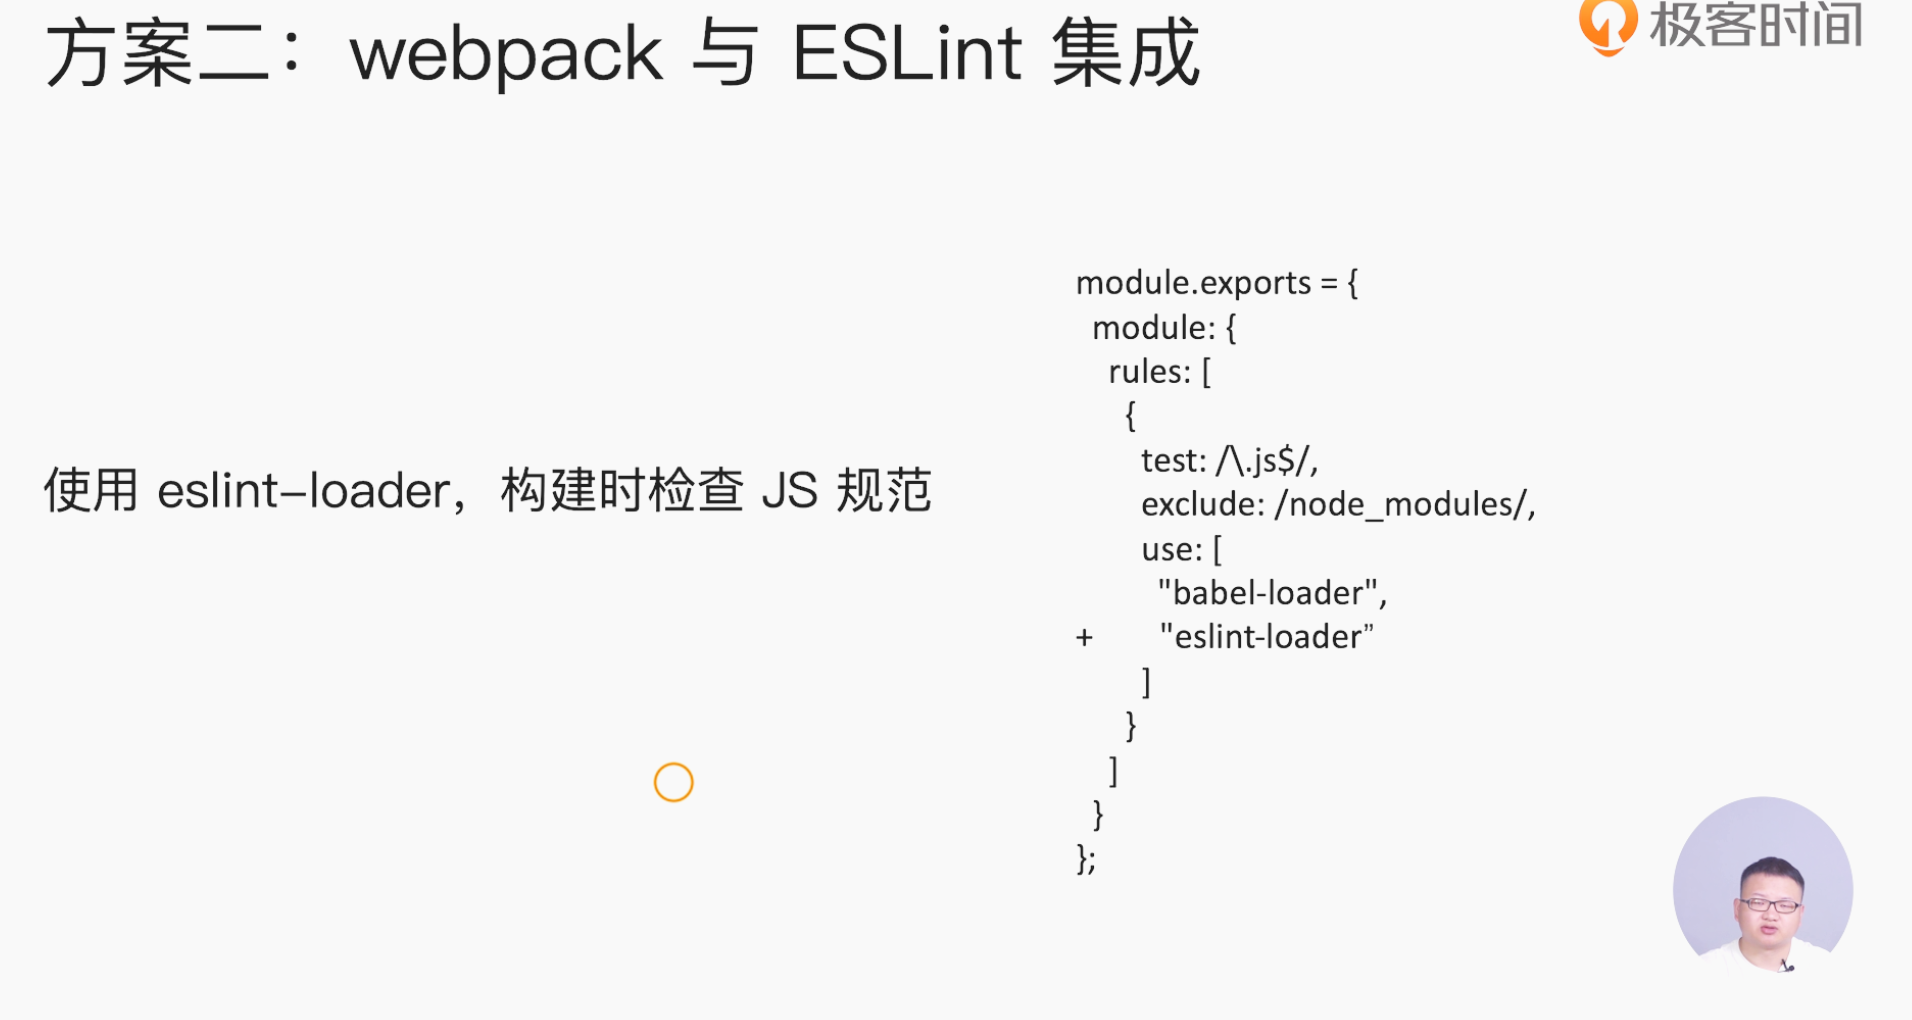 方案二：webpack 与 ESLint 集成
极客时间
使用 eslint-loader，构建时检查 JS 规范
module.exports = {
module: {
rules: [
{
test: /\.js$/,
exclude: /node_modules/,
use: [
"babel-loader",
+ "eslint-loader”
]
}
]
}
};